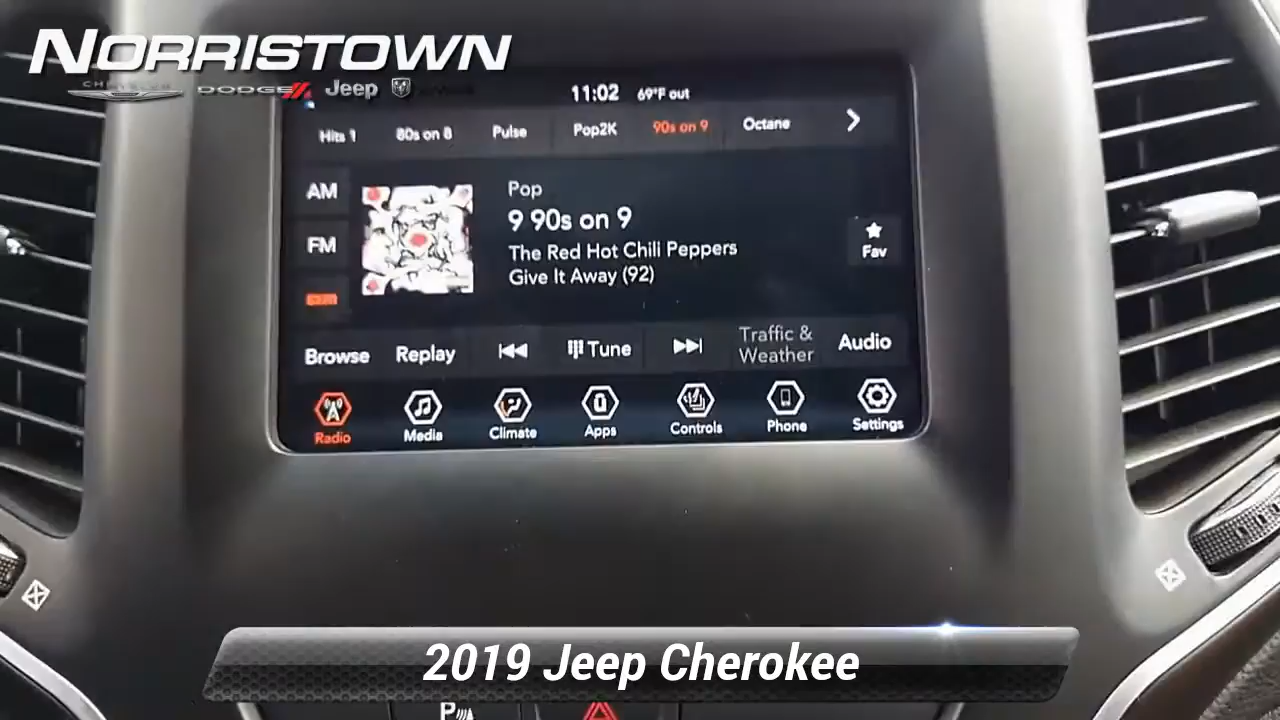 NORRISTOWN
CHRYSLER DODGE Jeep
11:02 69°F out
Hits 1 80s on 8 Pulse Pop2K 90s on 9 Octane
AM
FM
Pop
9 90s on 9
The Red Hot Chili Peppers
Give It Away (92)
Fav
Browse Replay Tune Traffic & Weather Audio
Radio Media Climate Apps Controls Phone Settings
2019 Jeep Cherokee
P